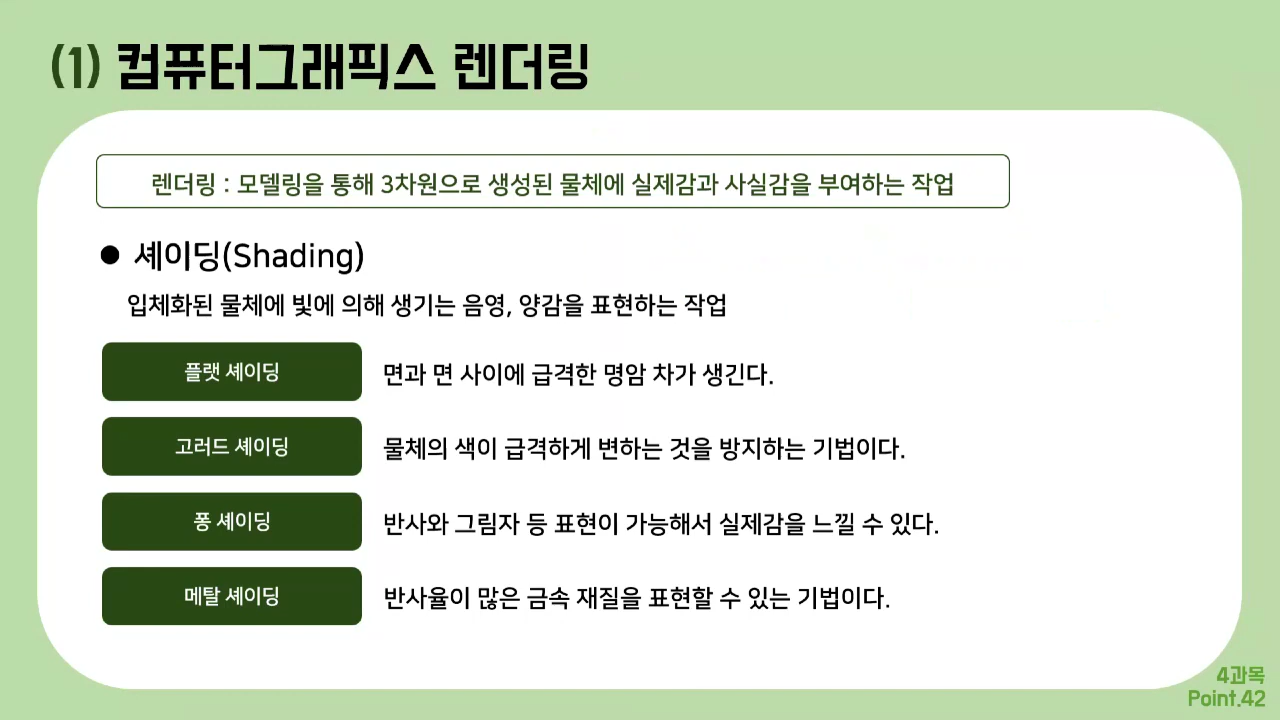 (1) 컴퓨터그래픽스 렌더링
렌더링 : 모델링을 통해 3차원으로 생성된 물체에 실제감과 사실감을 부여하는 작업
● 셰이딩(Shading)
입체화된 물체에 빛에 의해 생기는 음영, 양감을 표현하는 작업
플랫 셰이딩 면과 면 사이에 급격한 명암 차가 생긴다.
고러드 셰이딩 물체의 색이 급격하게 변하는 것을 방지하는 기법이다.
퐁 셰이딩 반사와 그림자 등 표현이 가능해서 실제감을 느낄 수 있다.
메탈 셰이딩 반사율이 많은 금속 재질을 표현할 수 있는 기법이다.
4과목
Point.42